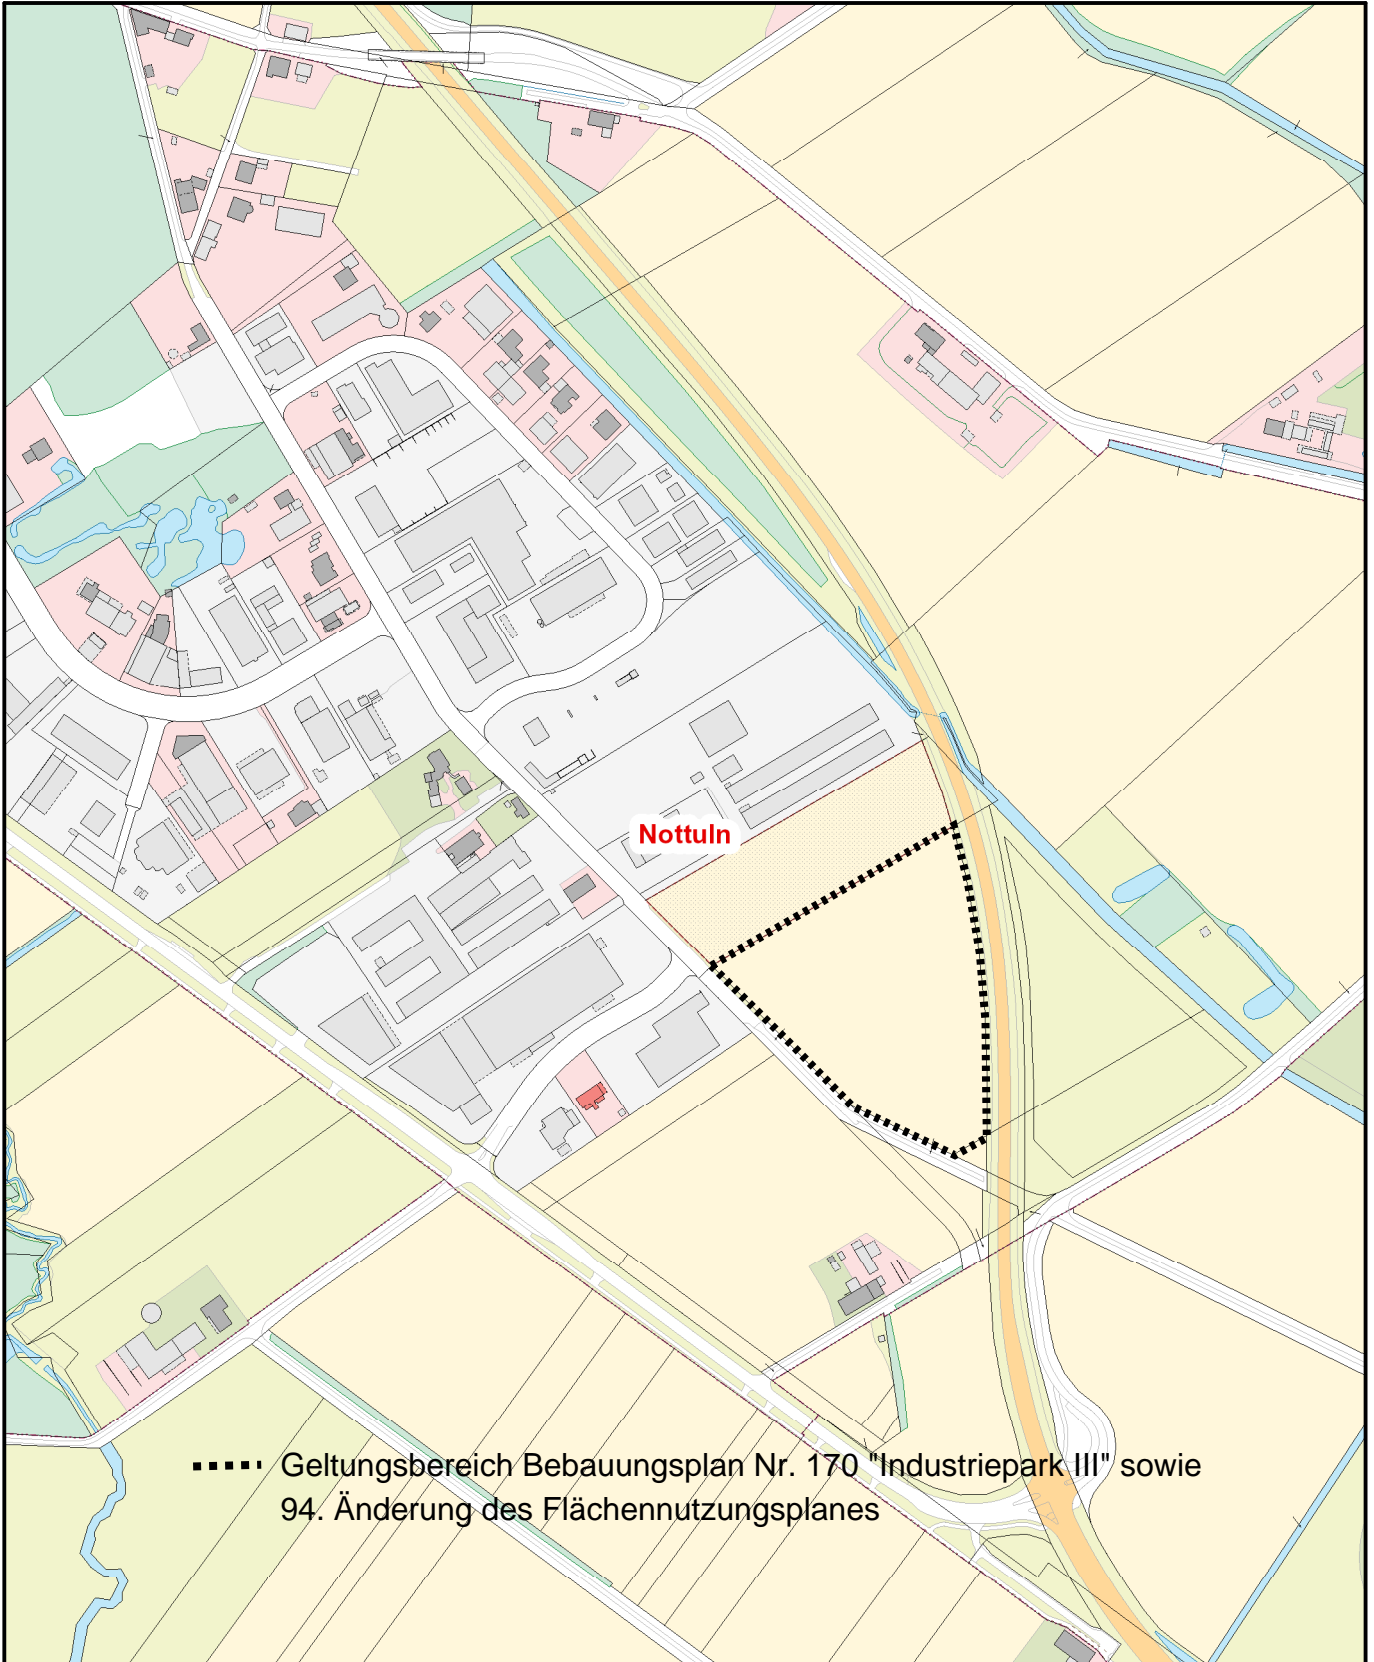 Nottuln
Geltungsbereich Bebauungsplan Nr. 170 "Industriepark III" sowie
94. Änderung des Flächennutzungsplanes